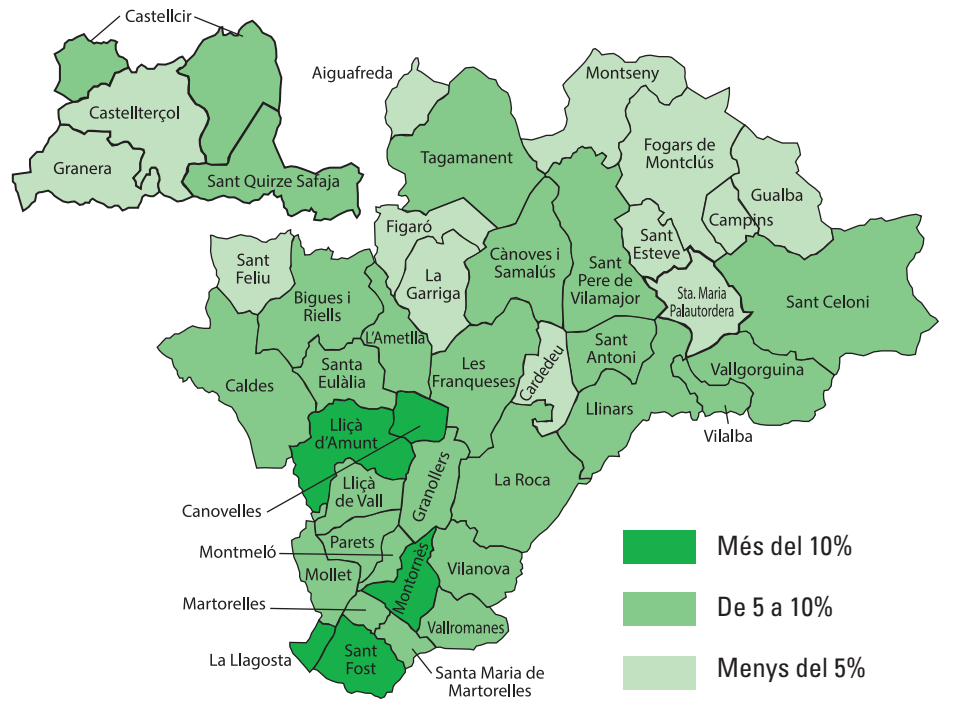 Castellcir
Aiguafreda
Montseny
Castellterçol
Fogars de
Montclús
Tagamanent
Granera
Sant Quirze Safaja
Gualba
Campins
Figaró
Sant
Esteve
Sant
Feliu
La
Garriga
Cànoves i
Samalús
Sant
Pere de
Vilamajor
Sta. Maria
Palautordera
Sant Celoni
Bigues i
Riells
L'Ametlla
Sant
Antoni
Santa
Eulàlia
Les
Franqueses
Cardedeu
Vallgorguina
Caldes
Llinars
Lliçà
d'Amunt
Vilalba
Granollers
La Roca
Lliçà
de Vall
Canovelles
Parets
Montmeló
Montornès
Mollet
Vilanova
Martorelles
Vallromanes
La Llagosta
Sant
Fost
Santa Maria de
Martorelles
Més del 10%
De 5 a 10%
Menys del 5%